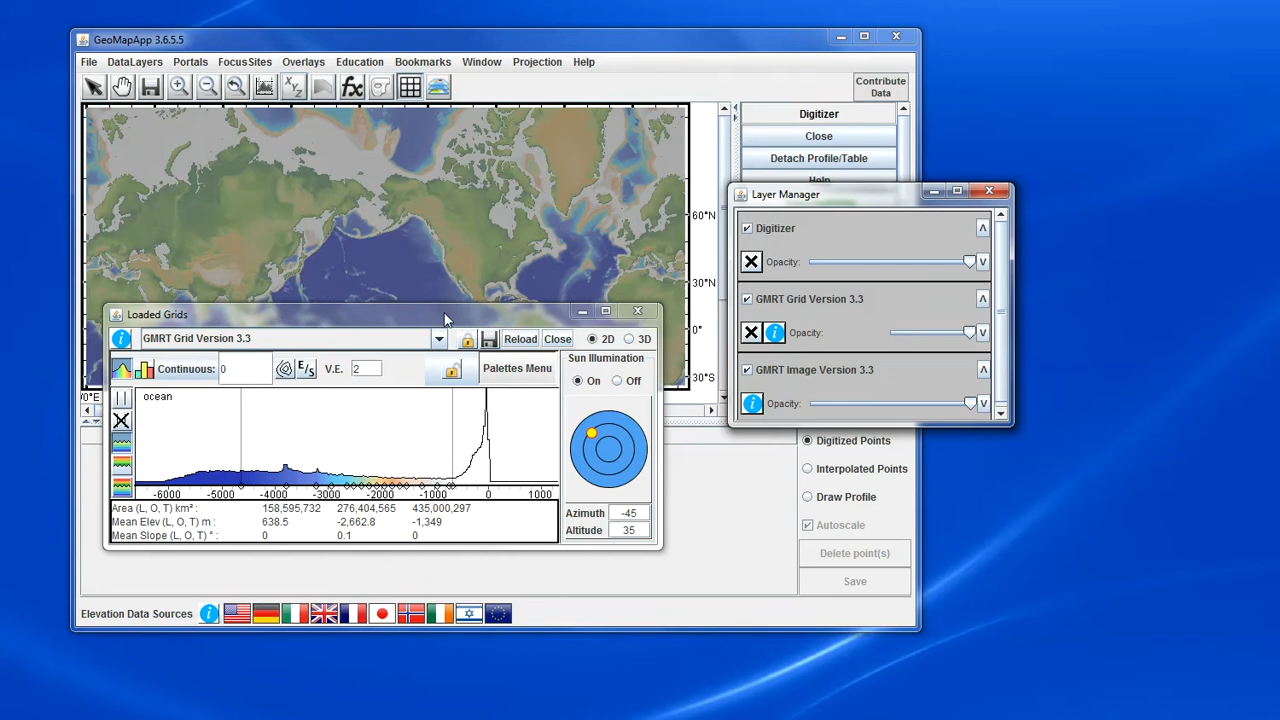 GeoMapApp 3.6.5.5
File DataLayers Portals FocusSites Overlays Education Bookmarks Window Projection Help
XYZ fx
Contribute Data
Digitizer
Close
Detach Profile/Table
Help
60°N
30°N
0°
30°S
0°E
Layer Manager
Digitizer
Opacity:
GMRT Grid Version 3.3
Opacity:
GMRT Image Version 3.3
Opacity:
Loaded Grids
GMRT Grid Version 3.3
Reload Close 2D 3D
Continuous: 0 E/S V.E. 2 Palettes Menu
Sun Illumination
On Off
ocean
-6000 -5000 -4000 -3000 -2000 -1000 0 1000
Area (L, O, T) km² : 158,595,732 276,404,565 435,000,297
Mean Elev (L, O, T) m : 638.5 -2,662.8 -1,349
Mean Slope (L, O, T) ° : 0 0.1 0
Azimuth -45
Altitude 35
Digitized Points
Interpolated Points
Draw Profile
Autoscale
Delete point(s)
Save
Elevation Data Sources